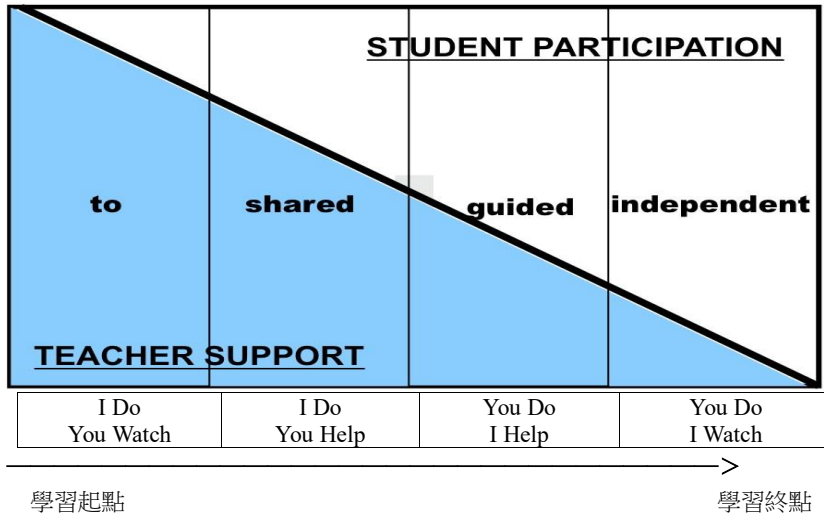 STUDENT PARTICIPATION
to
shared
guided
independent
TEACHER SUPPORT
I Do
You Watch
I Do
You Help
You Do
I Help
You Do
I Watch
學習起點
學習終點